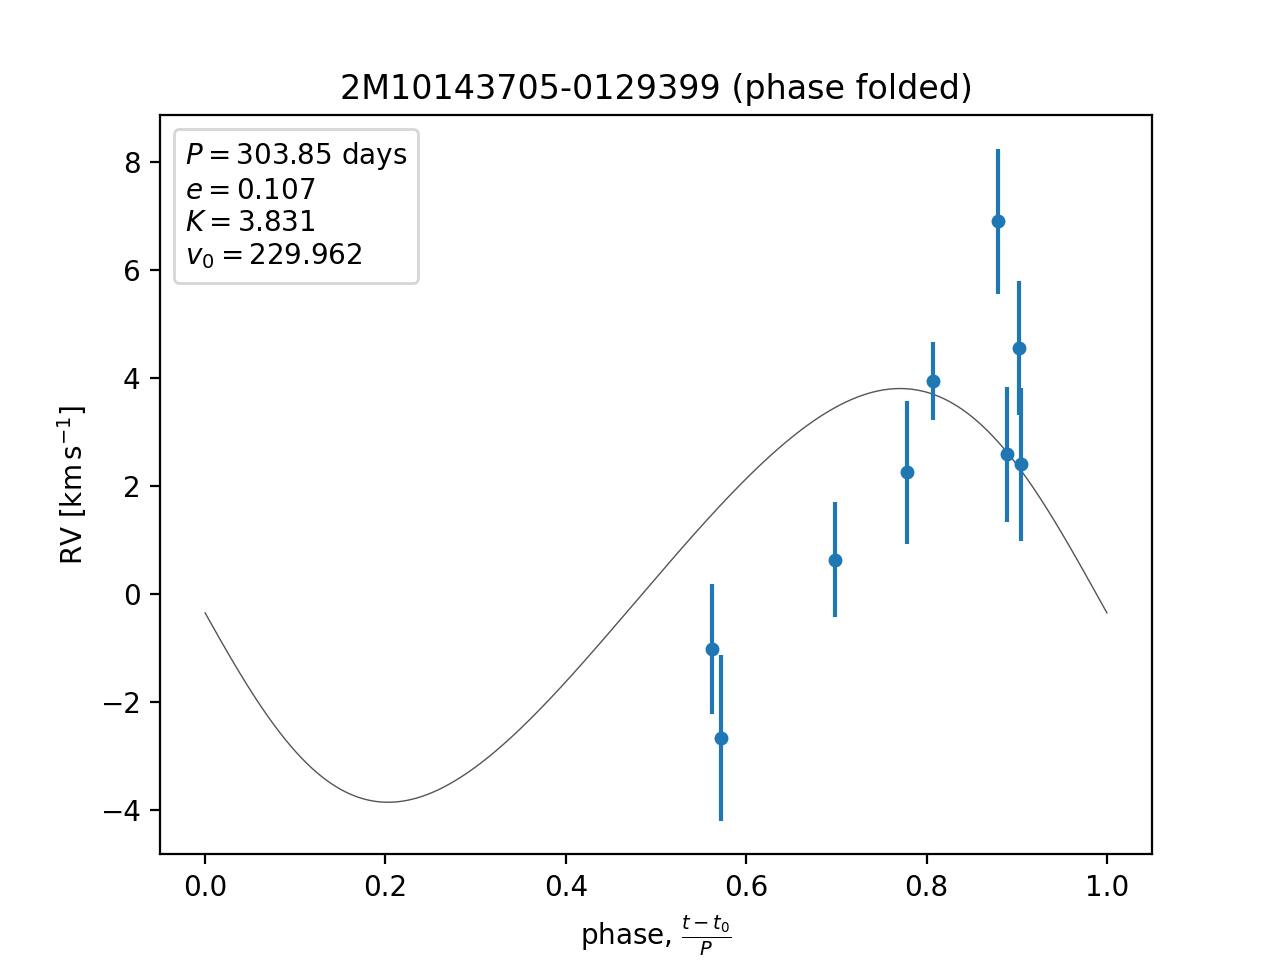 2M10143705-0129399 (phase folded)
P = 303.85 days
e = 0.107
K = 3.831
v₀ = 229.962
8
6
4
2
0
−2
−4
RV [km s⁻¹]
0.0 0.2 0.4 0.6 0.8 1.0
phase, (t − t₀)/P